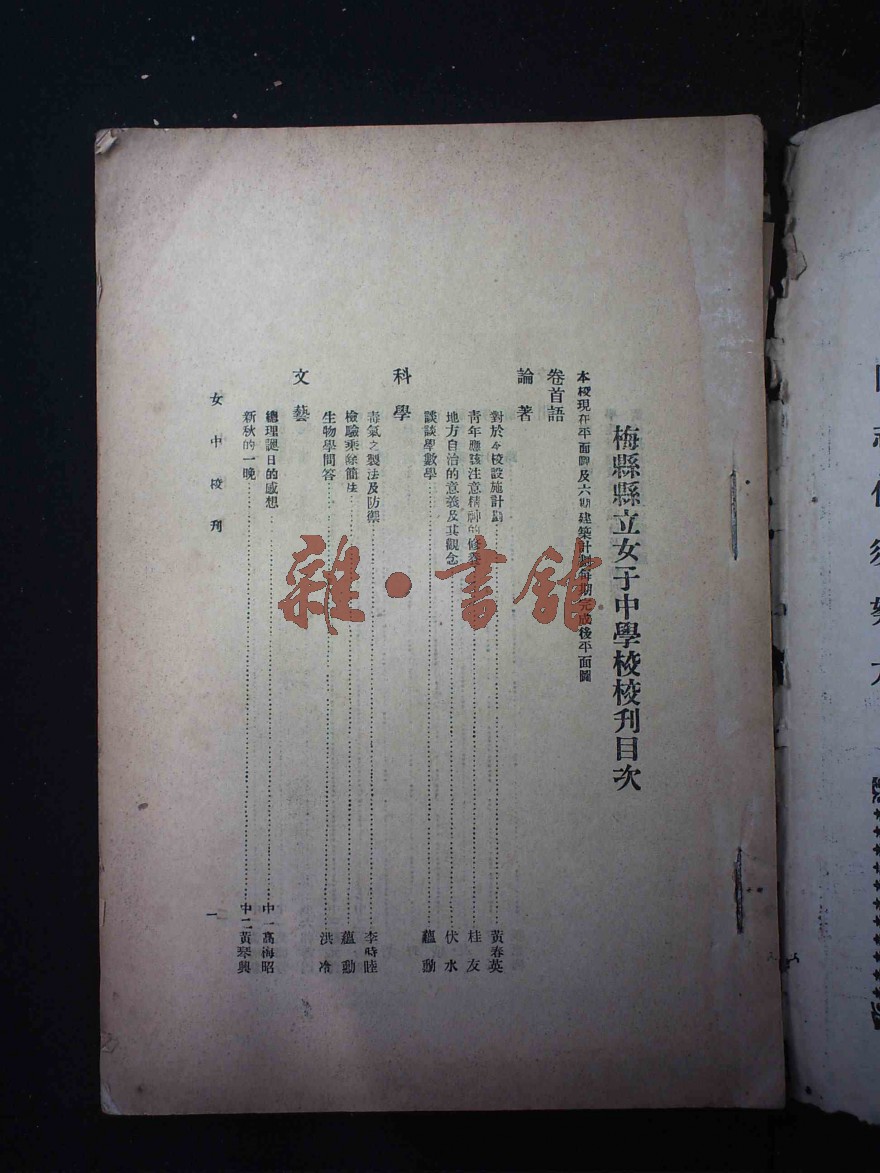 梅縣縣立女子中學校校刊目次
本校現在平面圖及六期建築計劃每期完成後平面圖
卷首語
論著
對於今校設施計劃 黃春英
青年應該注意精神的修養 桂友
地方自治的意義及其觀念 伏水
談談學數學 蘊勳
科學
毒氣之製法及防禦 李時睦
檢驗乘除簡法 蘊勳
生物學問答 洪冷
文藝
總理誕日的感想 中一高梅昭
新秋的一晚 中二黃琴興
女中校刊
一
雜·書館